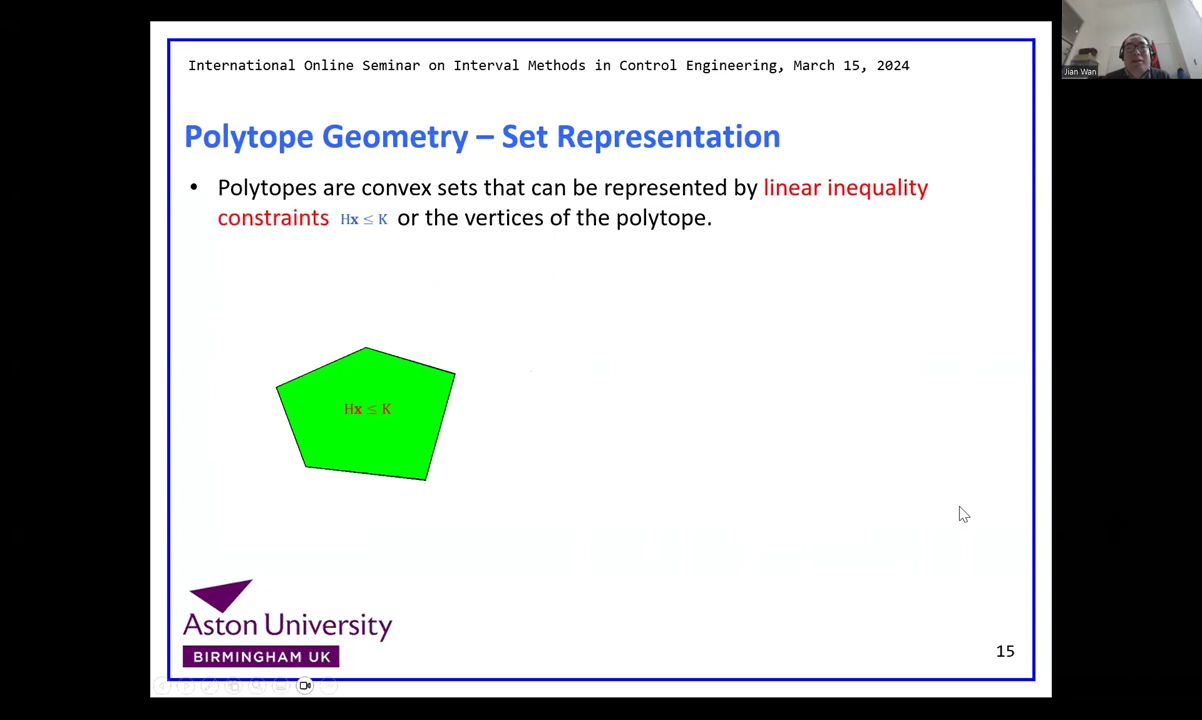 International Online Seminar on Interval Methods in Control Engineering, March 15, 2024
Jian Wan
Polytope Geometry – Set Representation
• Polytopes are convex sets that can be represented by linear inequality
constraints Hx ≤ K or the vertices of the polytope.
Hx ≤ K
Aston University
BIRMINGHAM UK
15